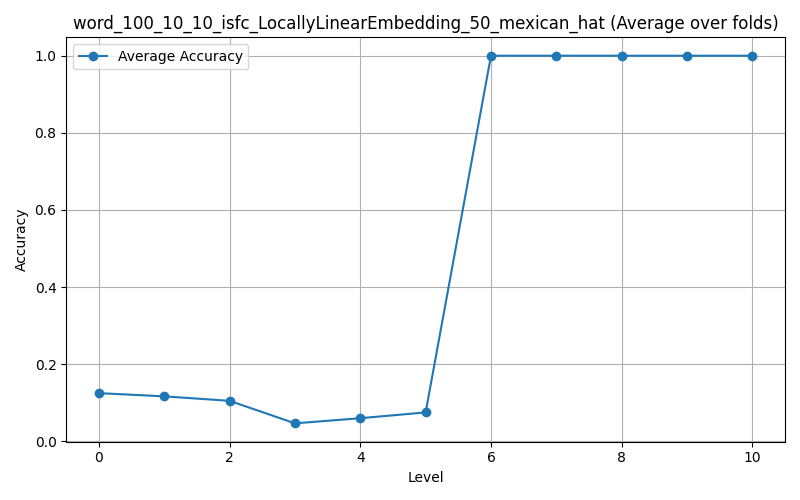 word_100_10_10_isfc_LocallyLinearEmbedding_50_mexican_hat (Average over folds)
Average Accuracy
1.0
0.8
0.6
0.4
0.2
0.0
Accuracy
0 2 4 6 8 10
Level